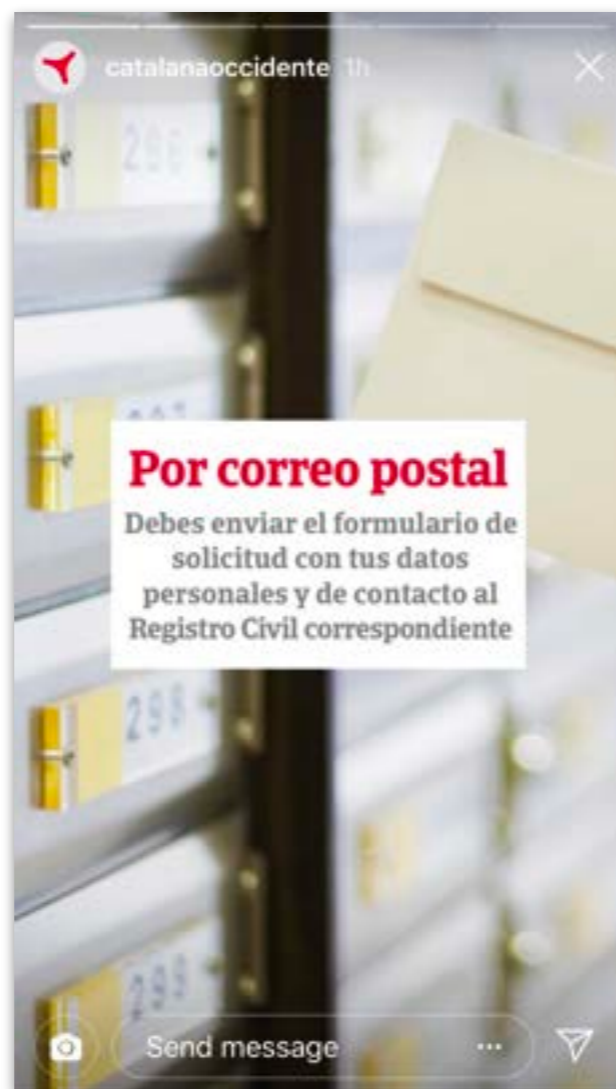 catalanaoccidente 1h
Por correo postal
Debes enviar el formulario de
solicitud con tus datos
personales y de contacto al
Registro Civil correspondiente
Send message